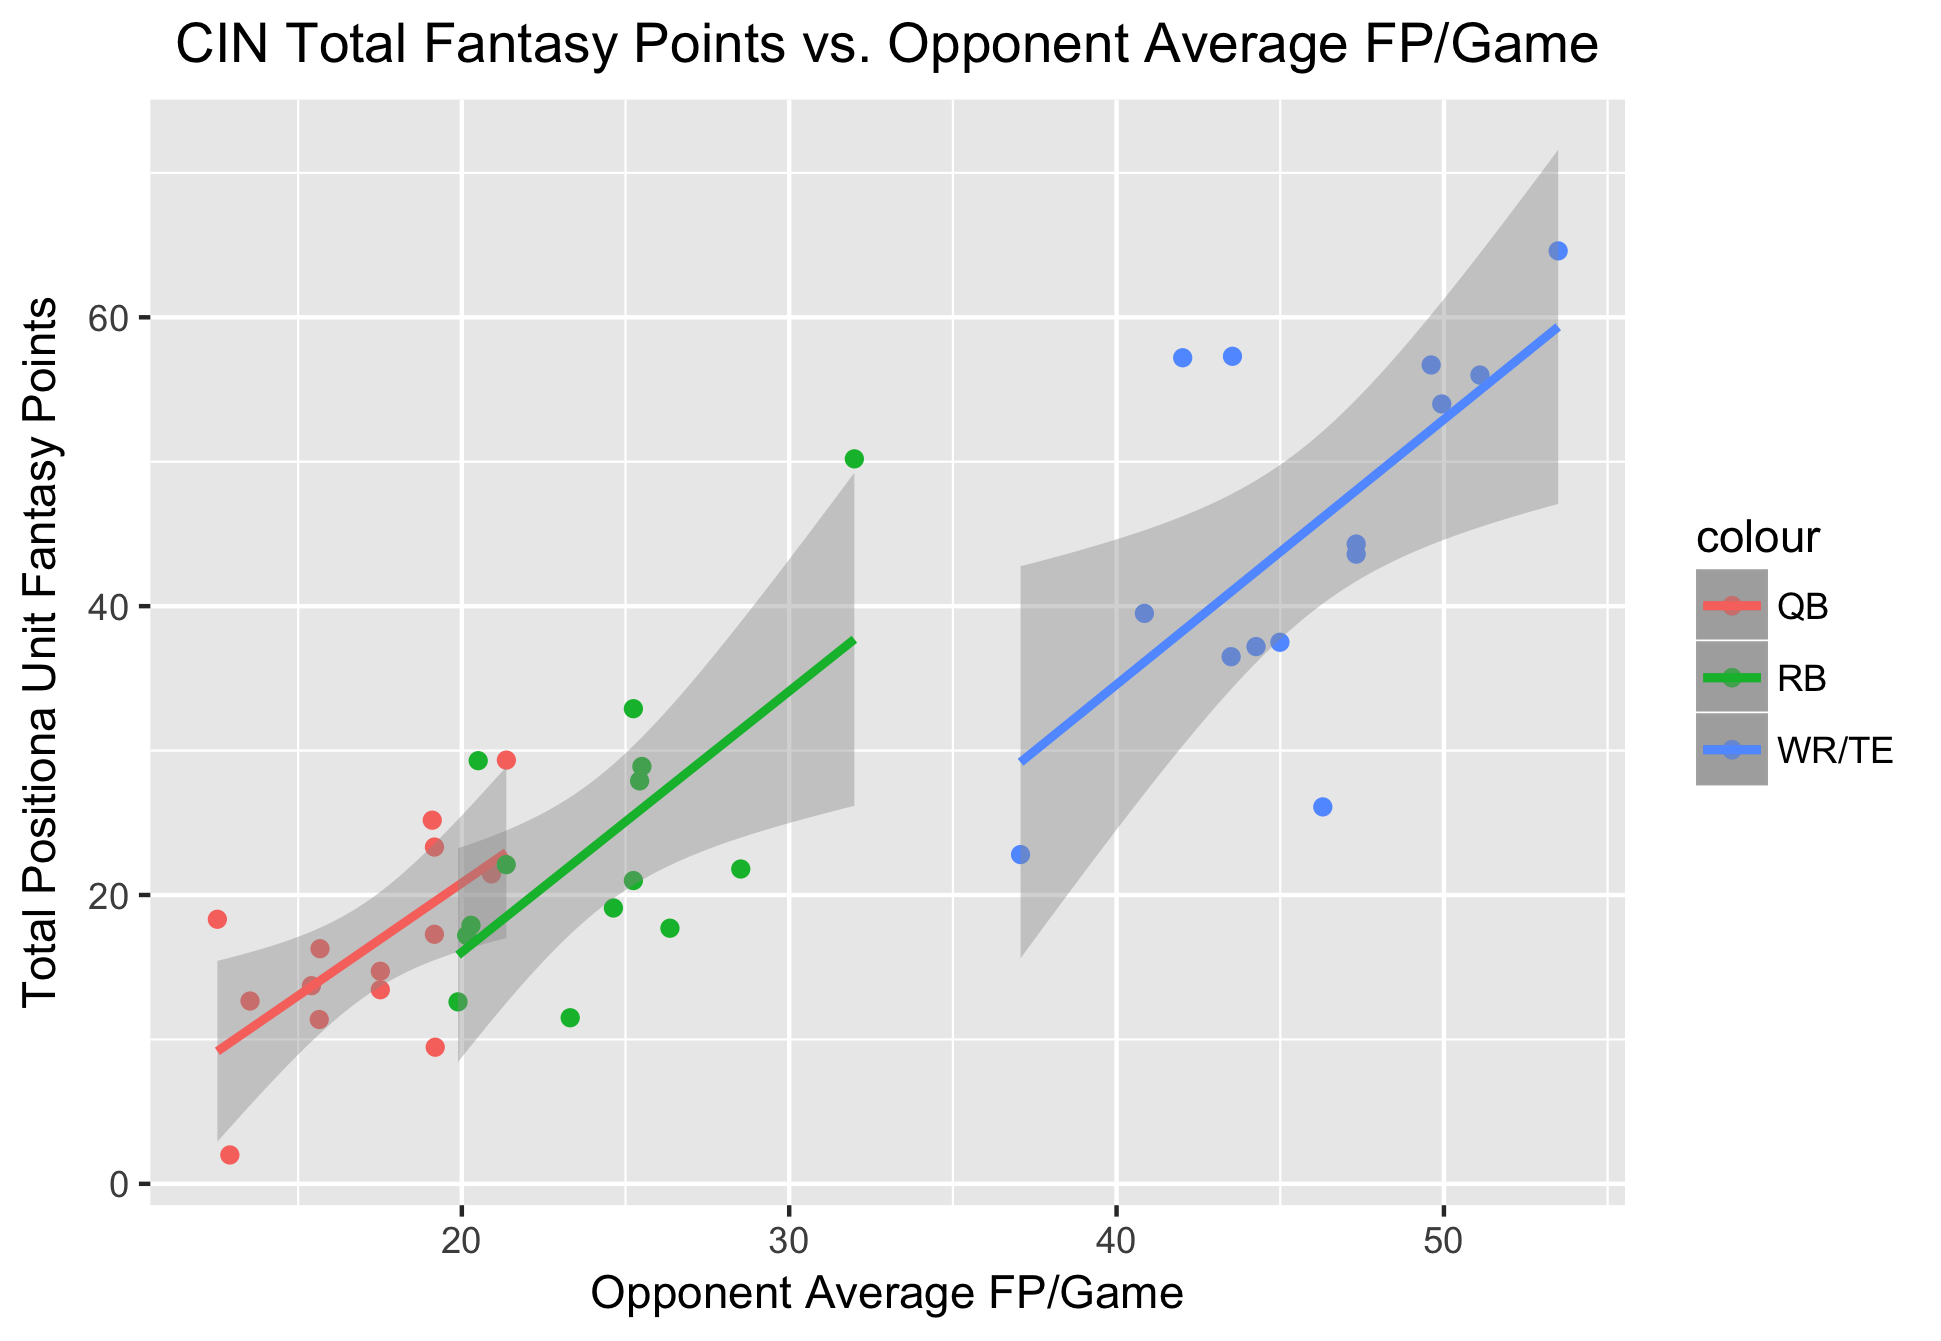 CIN Total Fantasy Points vs. Opponent Average FP/Game
Total Positiona Unit Fantasy Points
60
40
20
0
20 30 40 50
Opponent Average FP/Game
colour
QB
RB
WR/TE